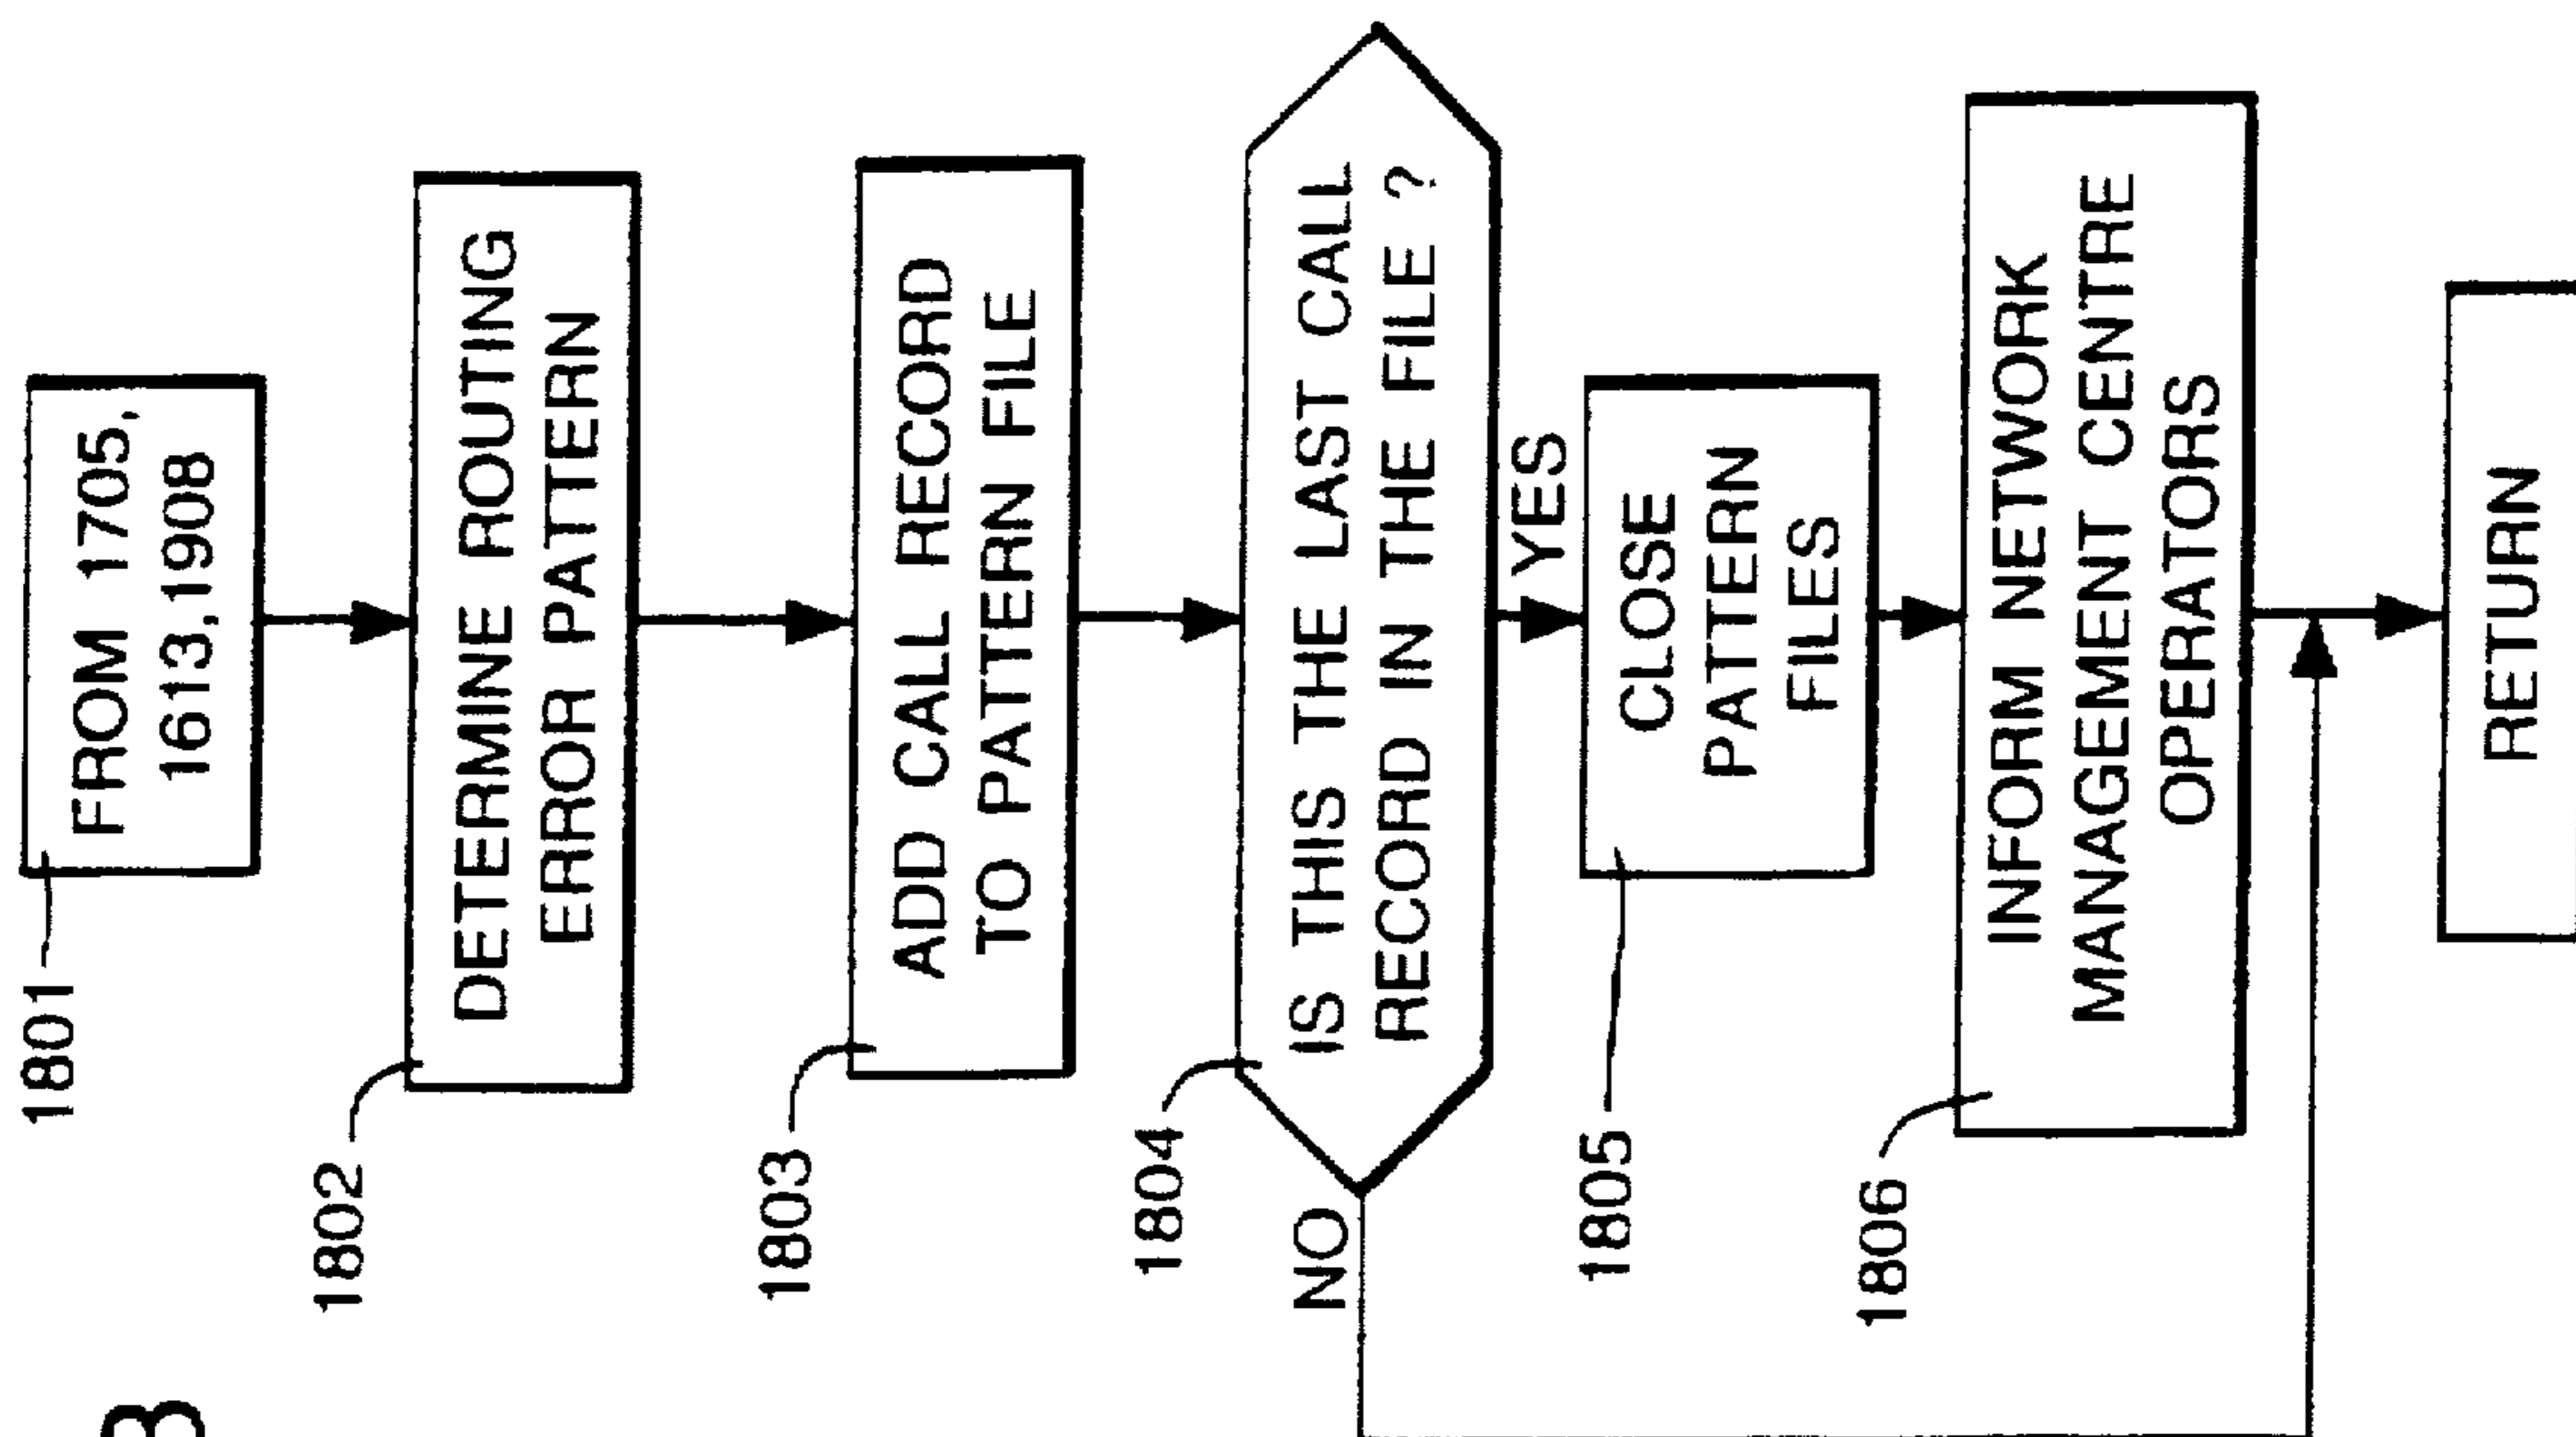 1801
FROM 1705,
1613,1908
1802
DETERMINE ROUTING
ERROR PATTERN
1803
ADD CALL RECORD
TO PATTERN FILE
1804
IS THIS THE LAST CALL
RECORD IN THE FILE ?
NO
YES
1805
CLOSE
PATTERN
FILES
1806
INFORM NETWORK
MANAGEMENT CENTRE
OPERATORS
RETURN